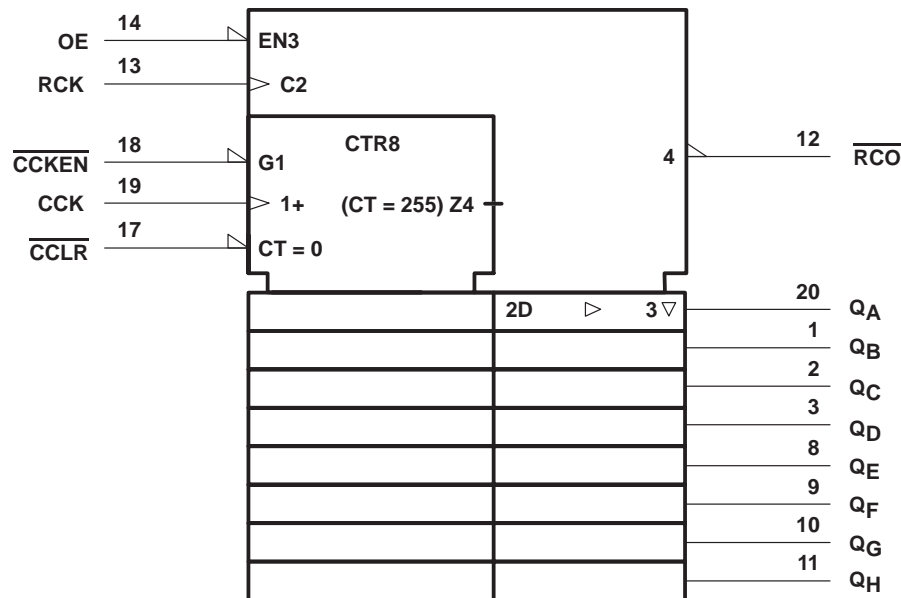 OE 14 EN3
RCK 13 C2
CTR8
CCKEN 18 G1
4 12 RCO
CCK 19 1+ (CT = 255) Z4
CCLR 17 CT = 0
2D 3 20 QA
1 QB
2 QC
3 QD
8 QE
9 QF
10 QG
11 QH